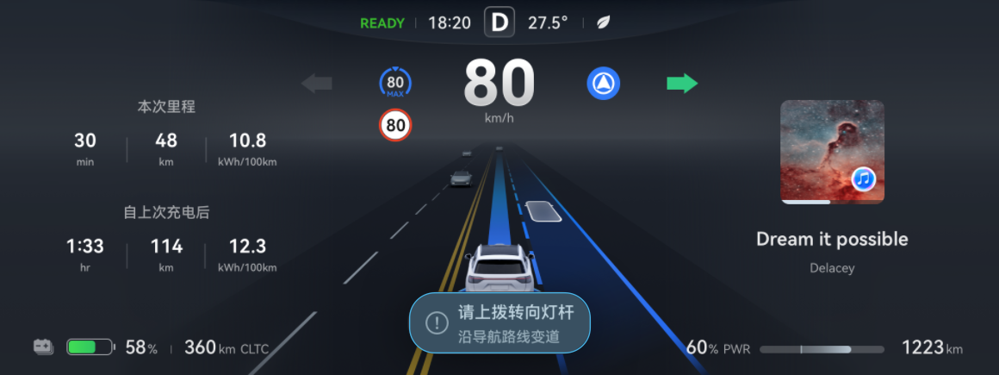 READY 18:20 D 27.5°
80 MAX
80
80
km/h
本次里程
30 48 10.8
min km kWh/100km
自上次充电后
1:33 114 12.3
hr km kWh/100km
Dream it possible
Delacey
请上拨转向灯杆
沿导航路线变道
58% 360 km CLTC
60% PWR 1223 km